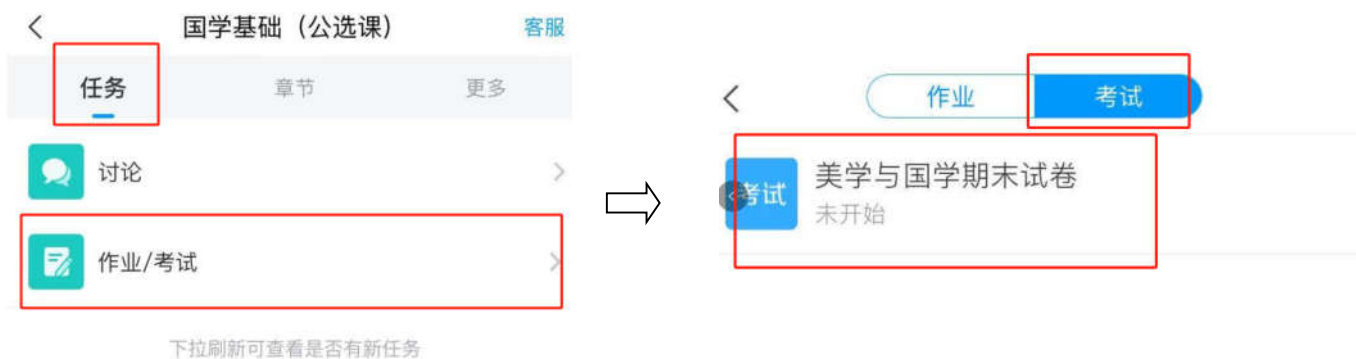 国学基础（公选课）
客服
任务
章节
更多
讨论
作业/考试
下拉刷新可查看是否有新任务
作业
考试
考试
美学与国学期末试卷
未开始